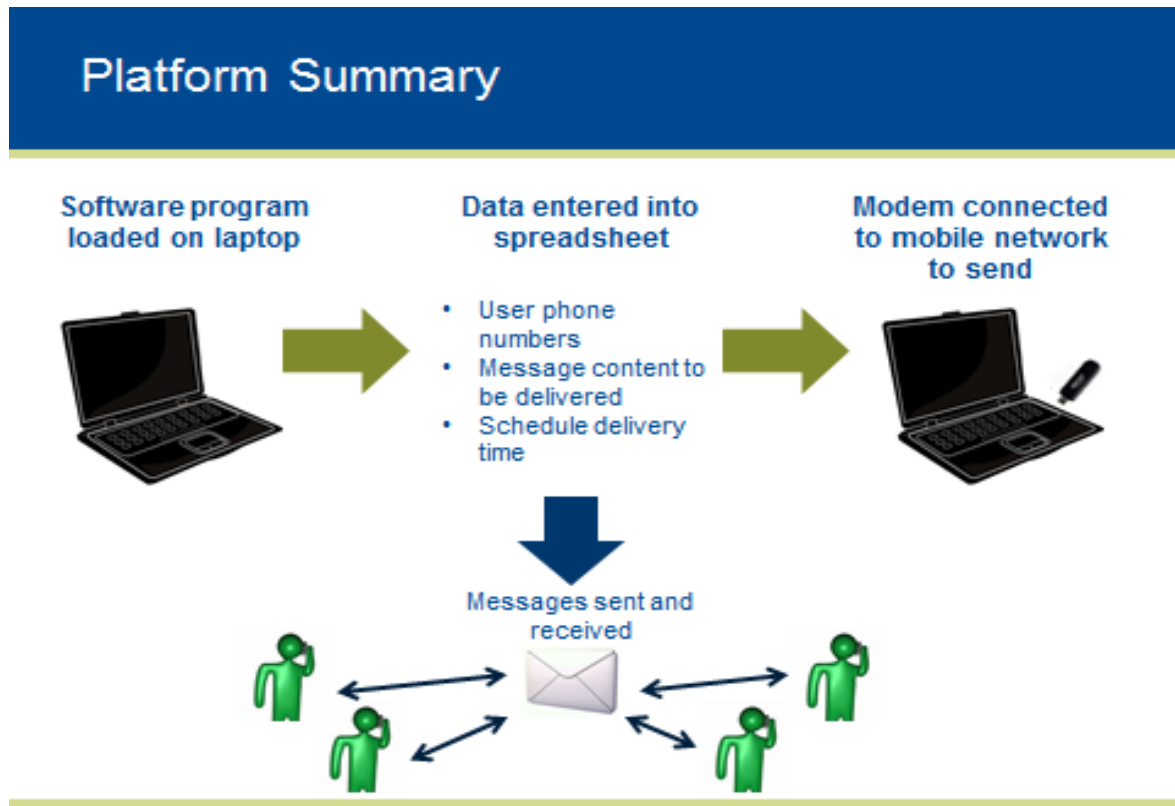 Platform Summary
Software program
loaded on laptop
Data entered into
spreadsheet
• User phone
numbers
• Message content to
be delivered
• Schedule delivery
time
Modem connected
to mobile network
to send
Messages sent and
received